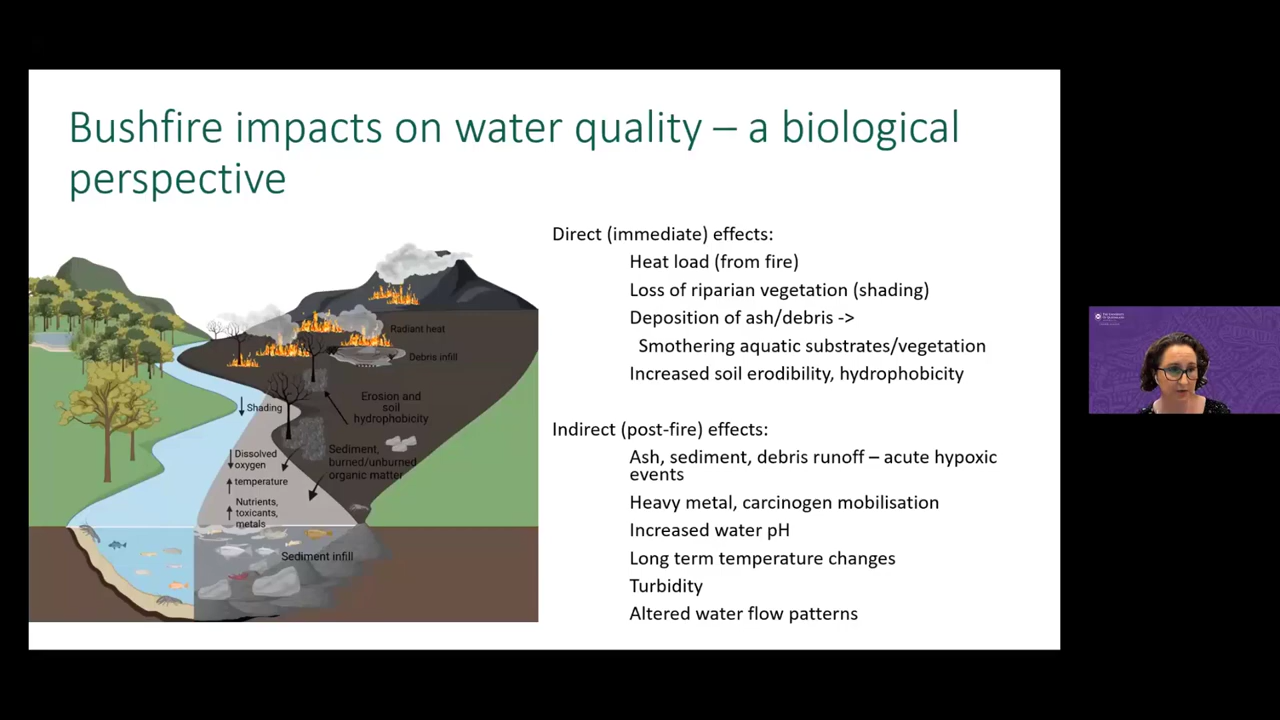 Bushfire impacts on water quality – a biological
perspective
Direct (immediate) effects:
Heat load (from fire)
Loss of riparian vegetation (shading)
Deposition of ash/debris ->
Smothering aquatic substrates/vegetation
Increased soil erodibility, hydrophobicity
Indirect (post-fire) effects:
Ash, sediment, debris runoff – acute hypoxic
events
Heavy metal, carcinogen mobilisation
Increased water pH
Long term temperature changes
Turbidity
Altered water flow patterns
Radiant heat
Debris infill
Shading
Erosion and
soil
hydrophobicity
Dissolved
oxygen
temperature
Nutrients,
toxicants,
metals
Sediment,
burned/unburned
organic matter
Sediment infill